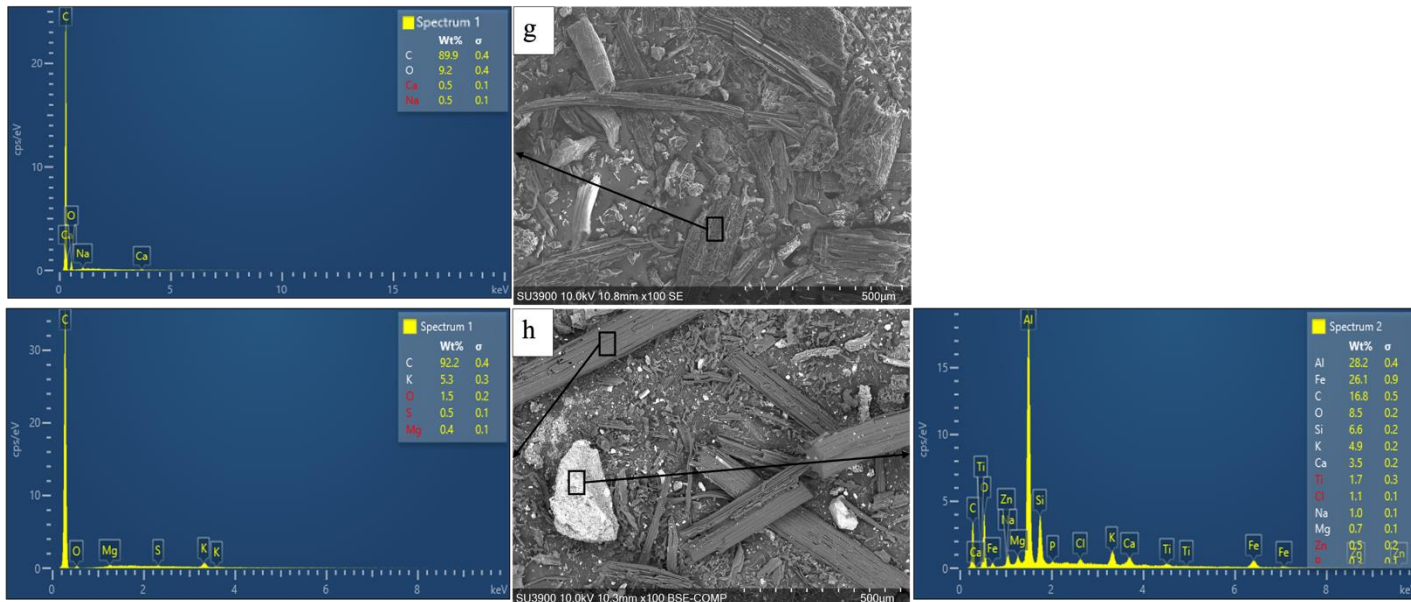 Spectrum 1
Wt% σ
C 89.9 0.4
O 9.2 0.4
Ca 0.5 0.1
Na 0.5 0.1
C
O
Ca
Na
Ca
cps/eV
20
10
0
0 5 10 15 keV
g
SU3900 10.0kV 10.8mm x100 SE 500µm
Spectrum 1
Wt% σ
C 92.2 0.4
K 5.3 0.3
O 1.5 0.2
S 0.5 0.1
Mg 0.4 0.1
C
O Mg S K K
cps/eV
30
20
10
0
0 2 4 6 8 keV
h
SU3900 10.0kV 10.3mm x100 BSE-COMP 500µm
Spectrum 2
Wt% σ
Al 28.2 0.4
Fe 26.1 0.9
C 16.8 0.5
O 8.5 0.2
Si 6.6 0.2
K 4.9 0.2
Ca 3.5 0.2
Ti 1.7 0.3
Cl 1.1 0.1
Na 1.0 0.1
Mg 0.7 0.1
Zn 0.5 0.2
P 0.3 0.1
Al
Ti
O
Zn
C Na Si
Ca Fe Mg P Cl K Ca Ti Ti Fe Fe Zn
cps/eV
15
10
5
0
0 2 4 6 8 keV